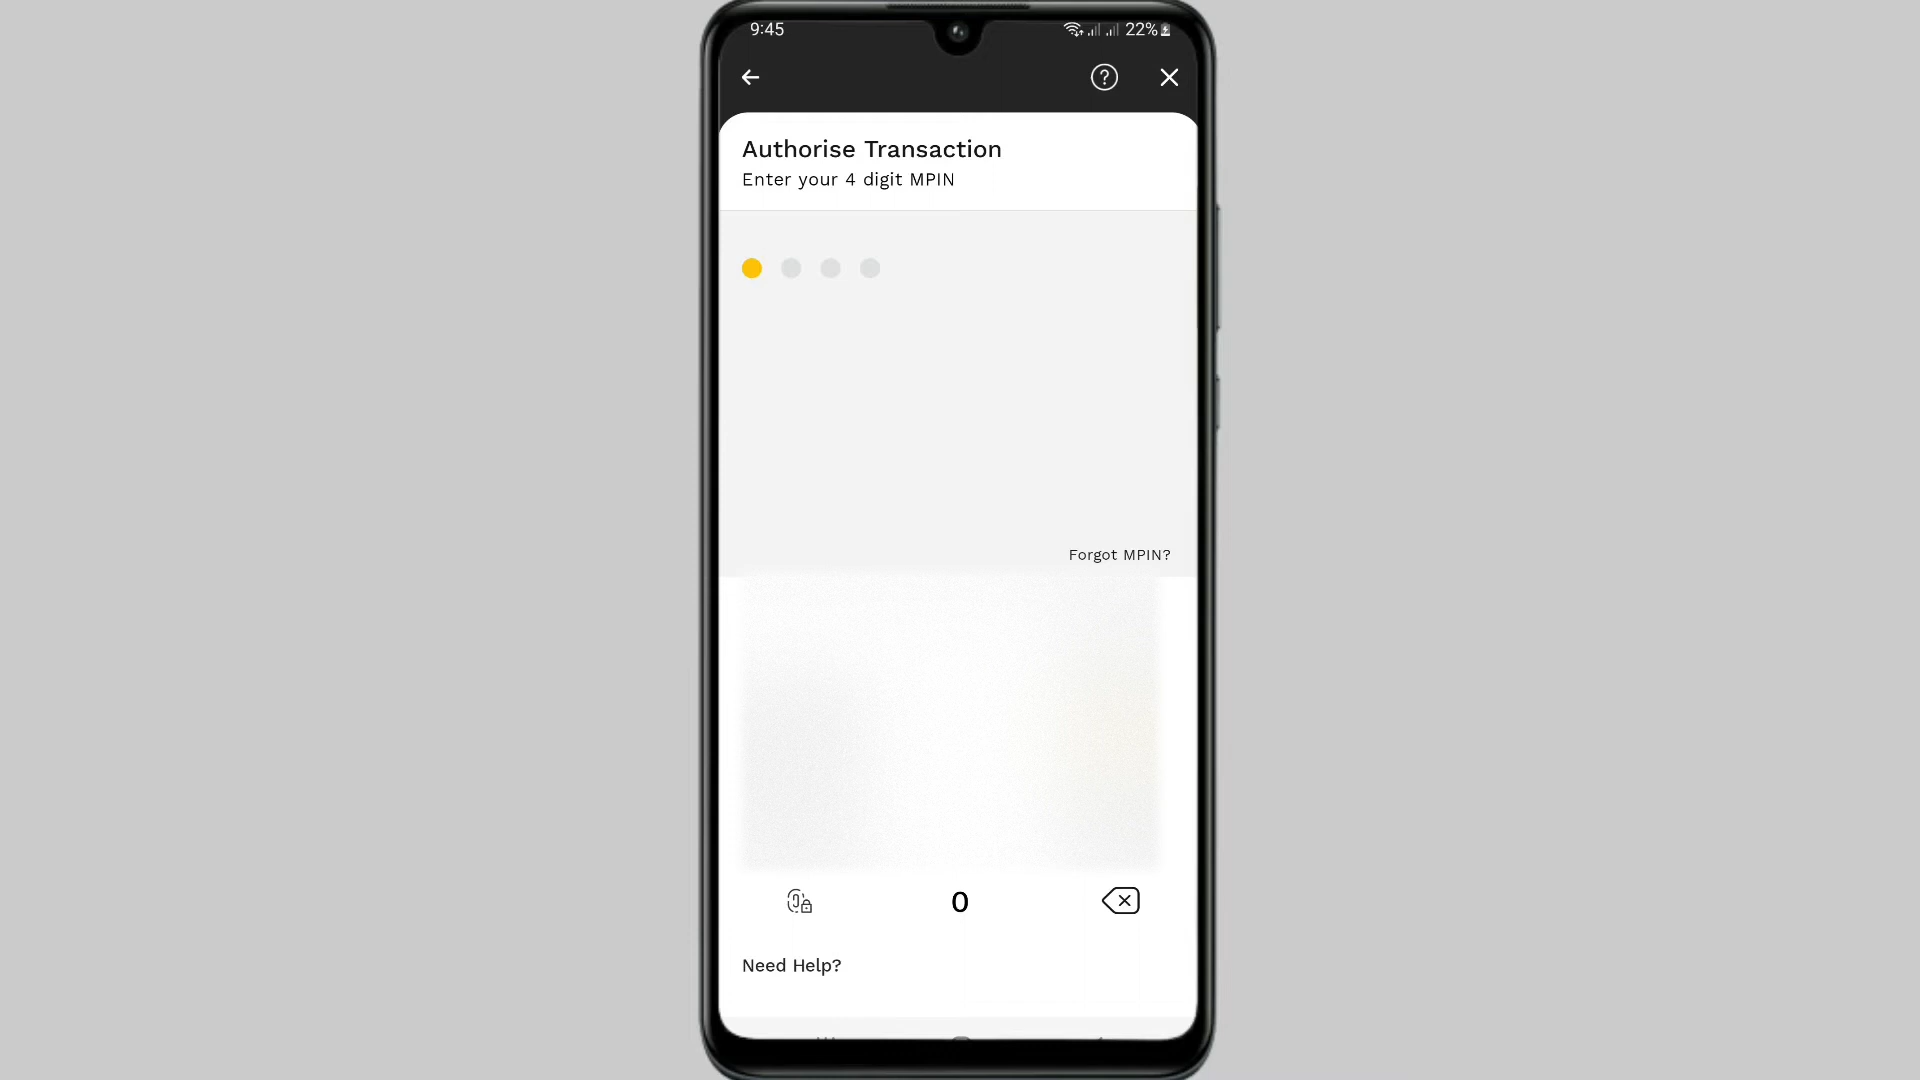 9:45
22%
Authorise Transaction
Enter your 4 digit MPIN
Forgot MPIN?
0
Need Help?